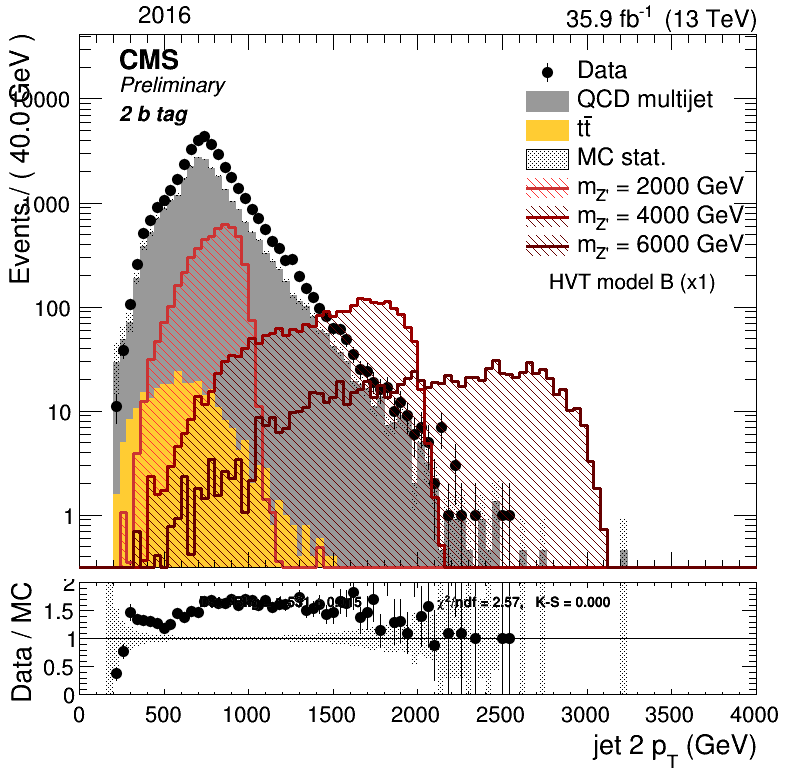 2016
35.9 fb⁻¹ (13 TeV)
CMS
Preliminary
2 b tag
Data
QCD multijet
tt̄
MC stat.
m_Z' = 2000 GeV
m_Z' = 4000 GeV
m_Z' = 6000 GeV
HVT model B (x1)
Events / ( 40.0 GeV )
10000
1000
100
10
1
χ²/ndf = 2.57, K-S = 0.000
Data / MC
2
1.5
1
0.5
0
0 500 1000 1500 2000 2500 3000 3500 4000
jet 2 p_T (GeV)